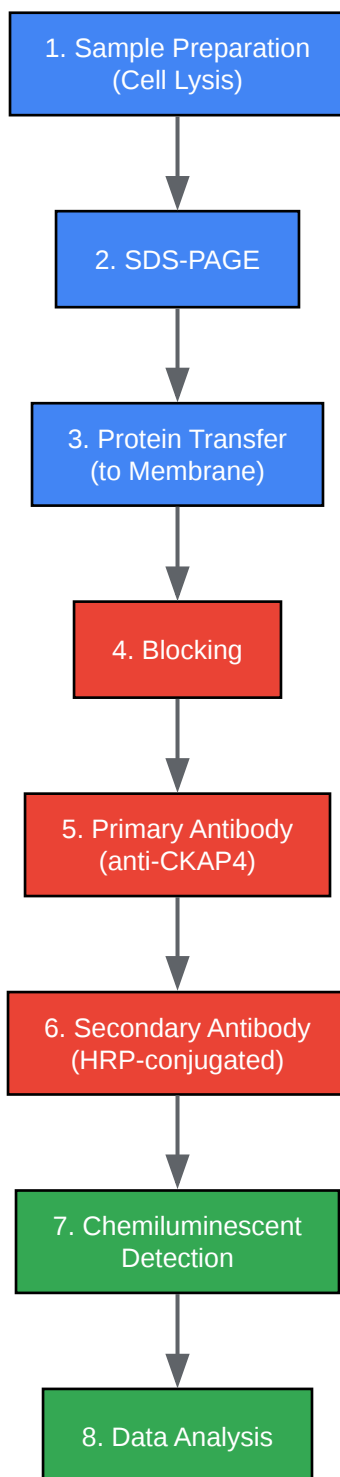 1. Sample Preparation
(Cell Lysis)
2. SDS-PAGE
3. Protein Transfer
(to Membrane)
4. Blocking
5. Primary Antibody
(anti-CKAP4)
6. Secondary Antibody
(HRP-conjugated)
7. Chemiluminescent
Detection
8. Data Analysis